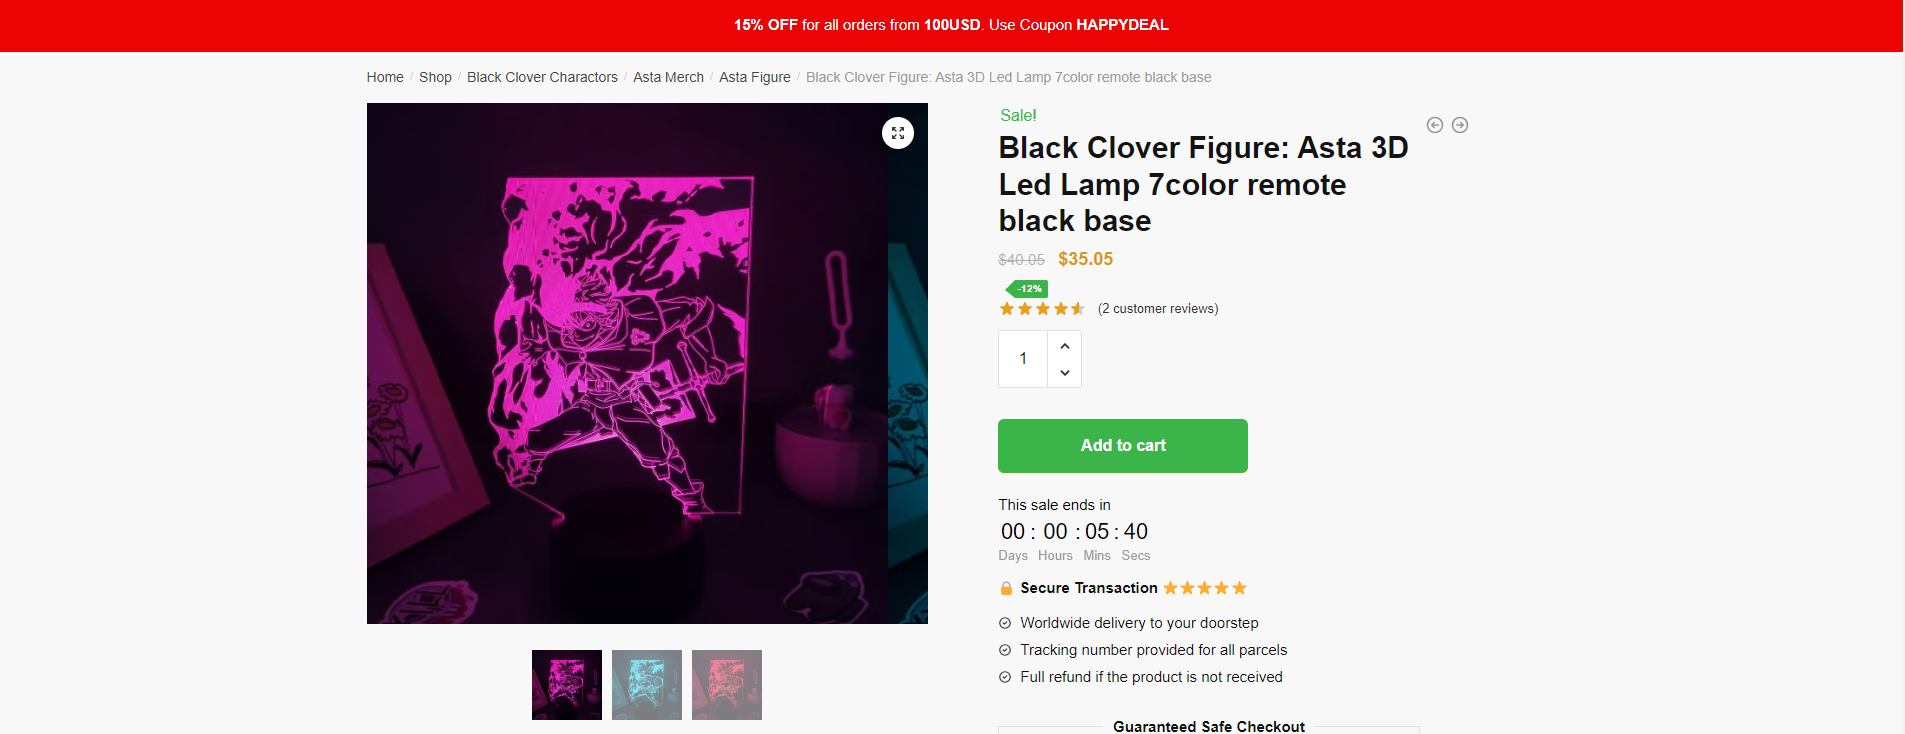 15% OFF for all orders from 100USD. Use Coupon HAPPYDEAL
Home / Shop / Black Clover Charactors / Asta Merch / Asta Figure / Black Clover Figure: Asta 3D Led Lamp 7color remote black base
Sale!
Black Clover Figure: Asta 3D
Led Lamp 7color remote
black base
$40.05 $35.05
-12%
(2 customer reviews)
1
Add to cart
This sale ends in
00 : 00 : 05 : 40
Days Hours Mins Secs
Secure Transaction
Worldwide delivery to your doorstep
Tracking number provided for all parcels
Full refund if the product is not received
Guaranteed Safe Checkout